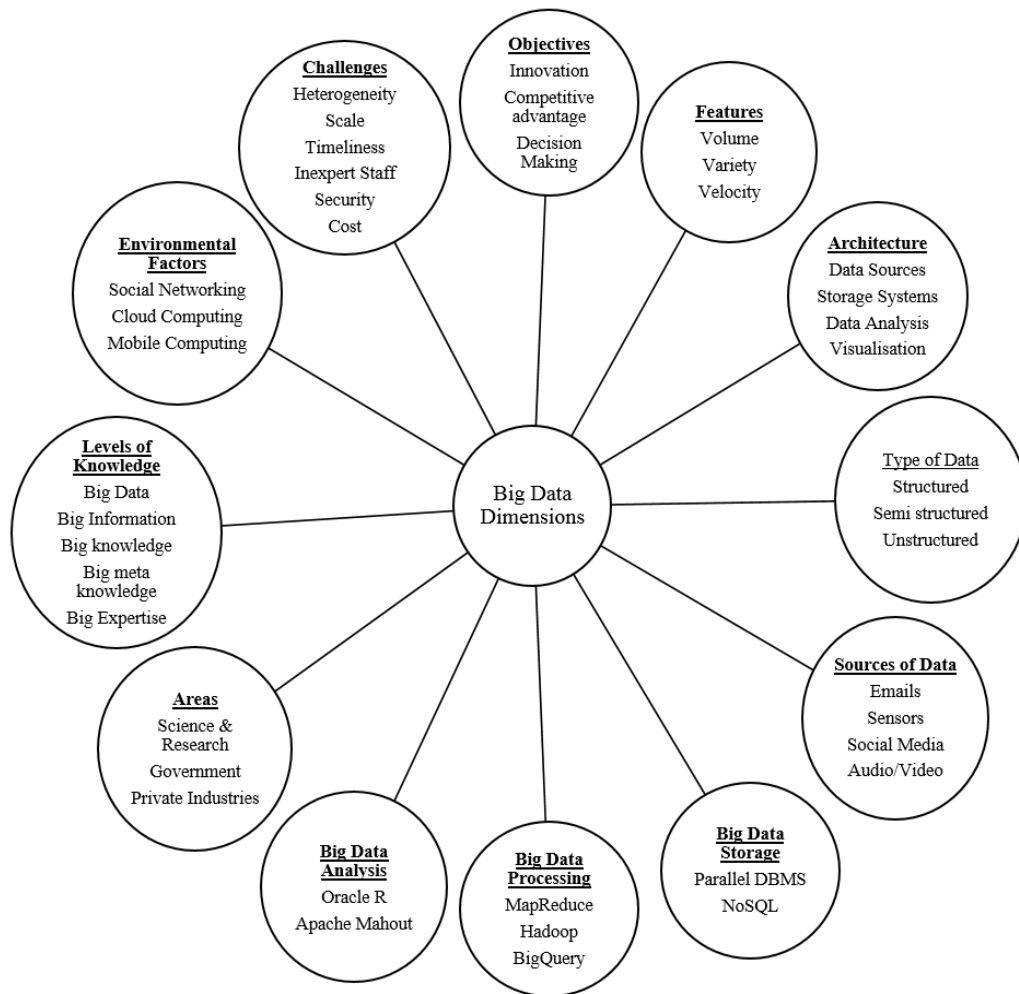 Objectives
Innovation
Competitive
advantage
Decision
Making
Features
Volume
Variety
Velocity
Architecture
Data Sources
Storage Systems
Data Analysis
Visualisation
Type of Data
Structured
Semi structured
Unstructured
Sources of Data
Emails
Sensors
Social Media
Audio/Video
Big Data
Storage
Parallel DBMS
NoSQL
Big Data
Processing
MapReduce
Hadoop
BigQuery
Big Data
Analysis
Oracle R
Apache Mahout
Areas
Science &
Research
Government
Private Industries
Levels of
Knowledge
Big Data
Big Information
Big knowledge
Big meta
knowledge
Big Expertise
Environmental
Factors
Social Networking
Cloud Computing
Mobile Computing
Challenges
Heterogeneity
Scale
Timeliness
Inexpert Staff
Security
Cost
Big Data
Dimensions